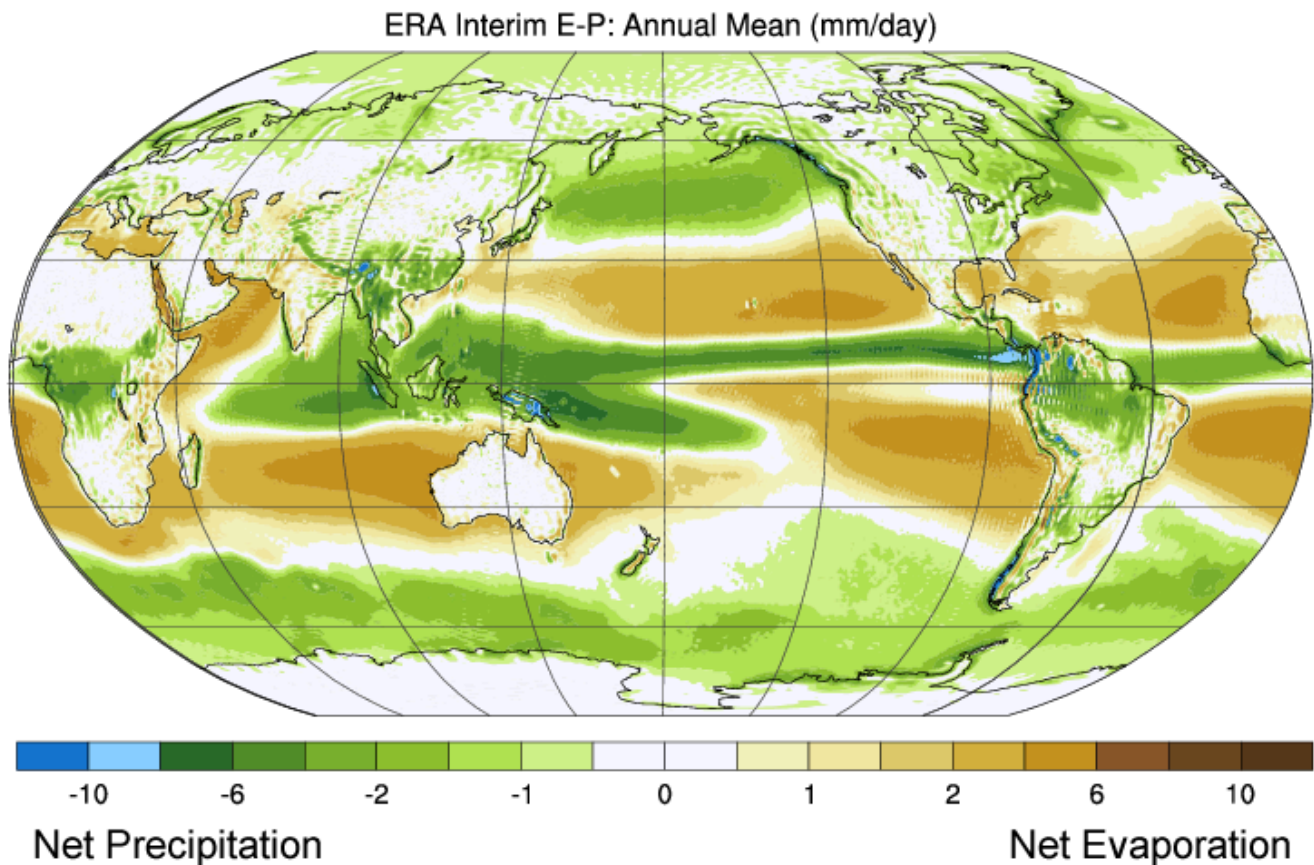 ERA Interim E-P: Annual Mean (mm/day)
-10 -6 -2 -1 0 1 2 6 10
Net Precipitation Net Evaporation